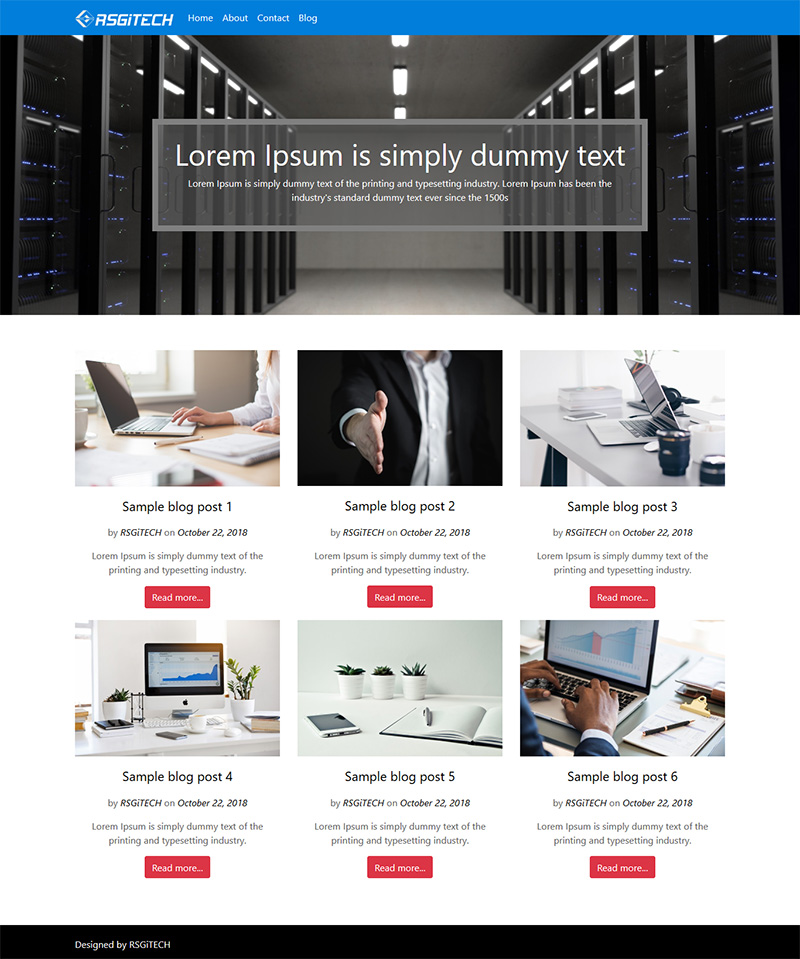 RSGiTECH Home About Contact Blog
Lorem Ipsum is simply dummy text
Lorem Ipsum is simply dummy text of the printing and typesetting industry. Lorem Ipsum has been the
industry's standard dummy text ever since the 1500s
Sample blog post 1
by RSGiTECH on October 22, 2018
Lorem Ipsum is simply dummy text of the
printing and typesetting industry.
Read more...
Sample blog post 2
by RSGiTECH on October 22, 2018
Lorem Ipsum is simply dummy text of the
printing and typesetting industry.
Read more...
Sample blog post 3
by RSGiTECH on October 22, 2018
Lorem Ipsum is simply dummy text of the
printing and typesetting industry.
Read more...
Sample blog post 4
by RSGiTECH on October 22, 2018
Lorem Ipsum is simply dummy text of the
printing and typesetting industry.
Read more...
Sample blog post 5
by RSGiTECH on October 22, 2018
Lorem Ipsum is simply dummy text of the
printing and typesetting industry.
Read more...
Sample blog post 6
by RSGiTECH on October 22, 2018
Lorem Ipsum is simply dummy text of the
printing and typesetting industry.
Read more...
Designed by RSGiTECH